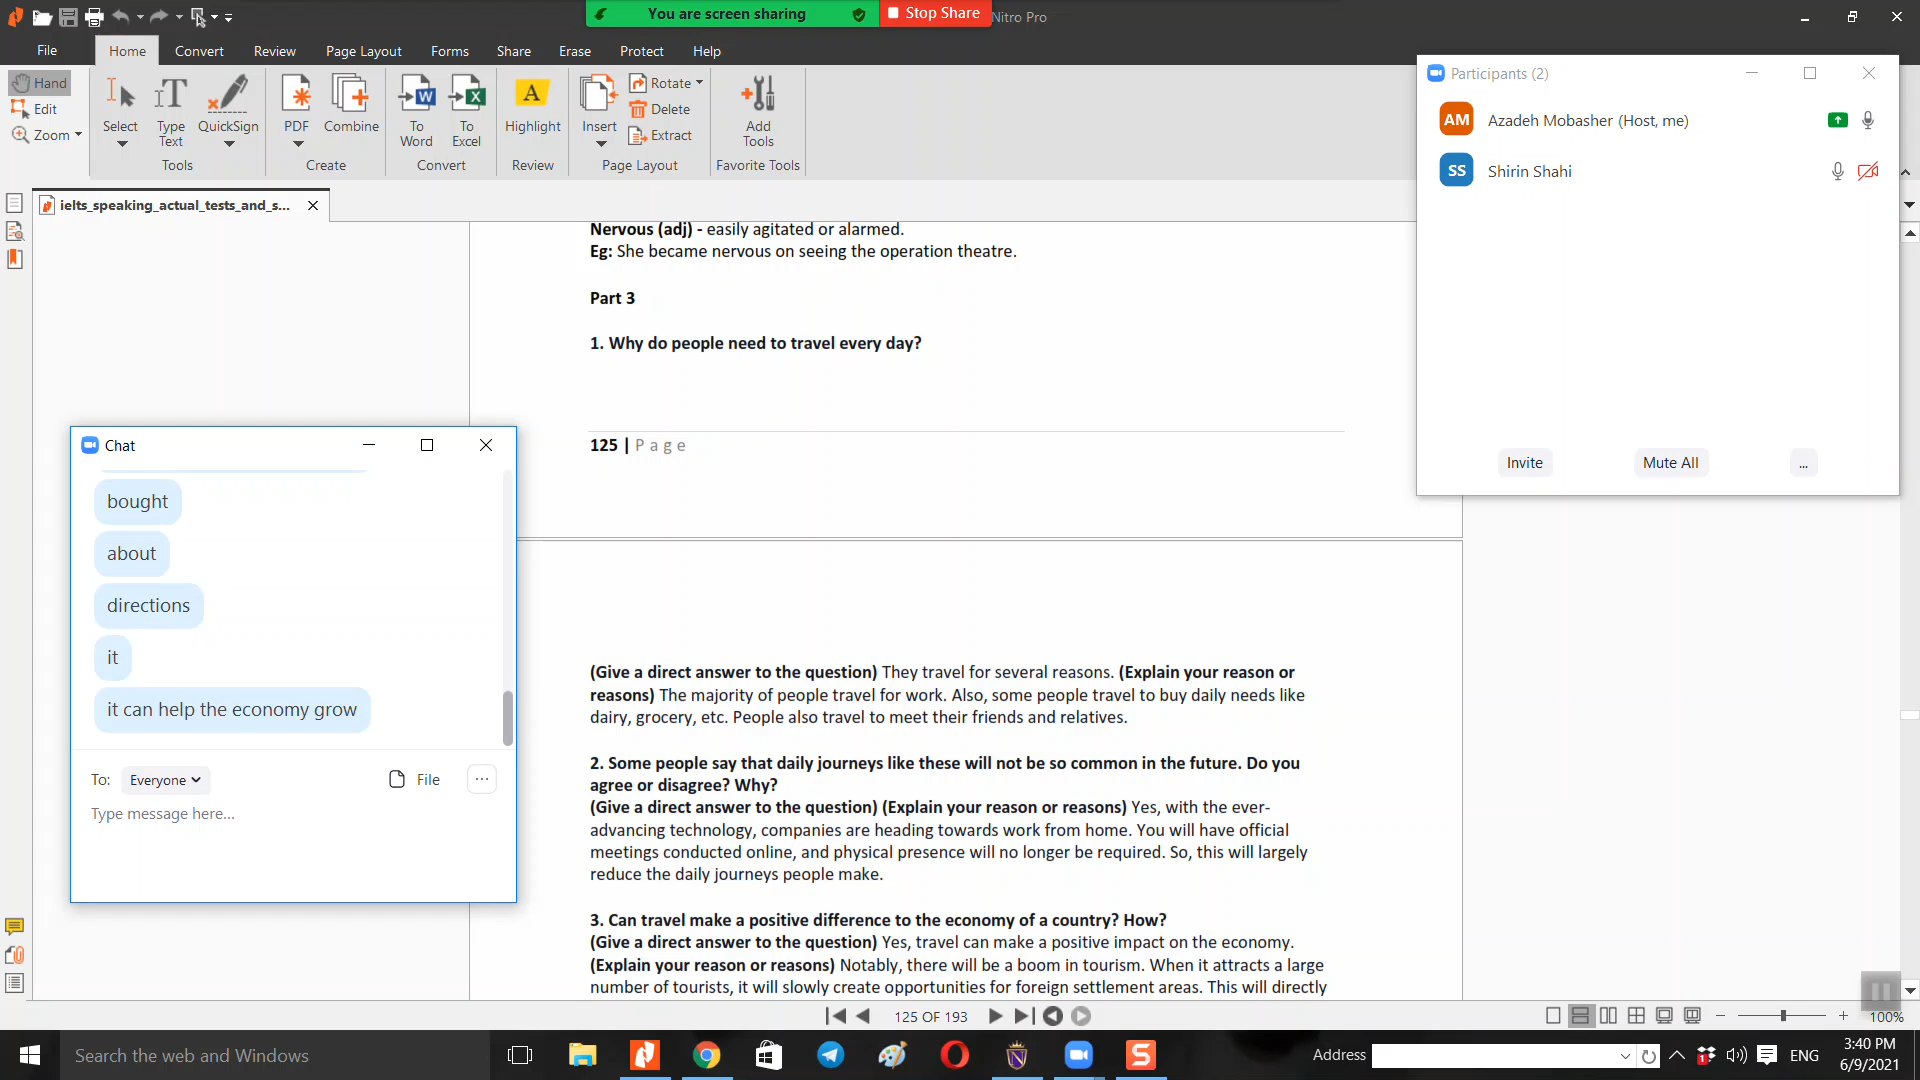 You are screen sharing
Stop Share
Nitro Pro
File
Home
Convert
Review
Page Layout
Forms
Share
Erase
Protect
Help
Hand
Edit
Zoom
Select
Type Text
QuickSign
Tools
PDF
Combine
Create
To Word
To Excel
Convert
Highlight
Review
Insert
Rotate
Delete
Extract
Page Layout
Add Tools
Favorite Tools
Participants (2)
AM Azadeh Mobasher (Host, me)
SS Shirin Shahi
Invite
Mute All
...
ielts_speaking_actual_tests_and_s...
Nervous (adj) - easily agitated or alarmed.
Eg: She became nervous on seeing the operation theatre.
Part 3
1. Why do people need to travel every day?
125 | Page
Chat
bought
about
directions
it
it can help the economy grow
To: Everyone
File
Type message here...
(Give a direct answer to the question) They travel for several reasons. (Explain your reason or
reasons) The majority of people travel for work. Also, some people travel to buy daily needs like
dairy, grocery, etc. People also travel to meet their friends and relatives.
2. Some people say that daily journeys like these will not be so common in the future. Do you
agree or disagree? Why?
(Give a direct answer to the question) (Explain your reason or reasons) Yes, with the ever-
advancing technology, companies are heading towards work from home. You will have official
meetings conducted online, and physical presence will no longer be required. So, this will largely
reduce the daily journeys people make.
3. Can travel make a positive difference to the economy of a country? How?
(Give a direct answer to the question) Yes, travel can make a positive impact on the economy.
(Explain your reason or reasons) Notably, there will be a boom in tourism. When it attracts a large
number of tourists, it will slowly create opportunities for foreign settlement areas. This will directly
125 OF 193
100%
Search the web and Windows
Address
ENG
3:40 PM
6/9/2021